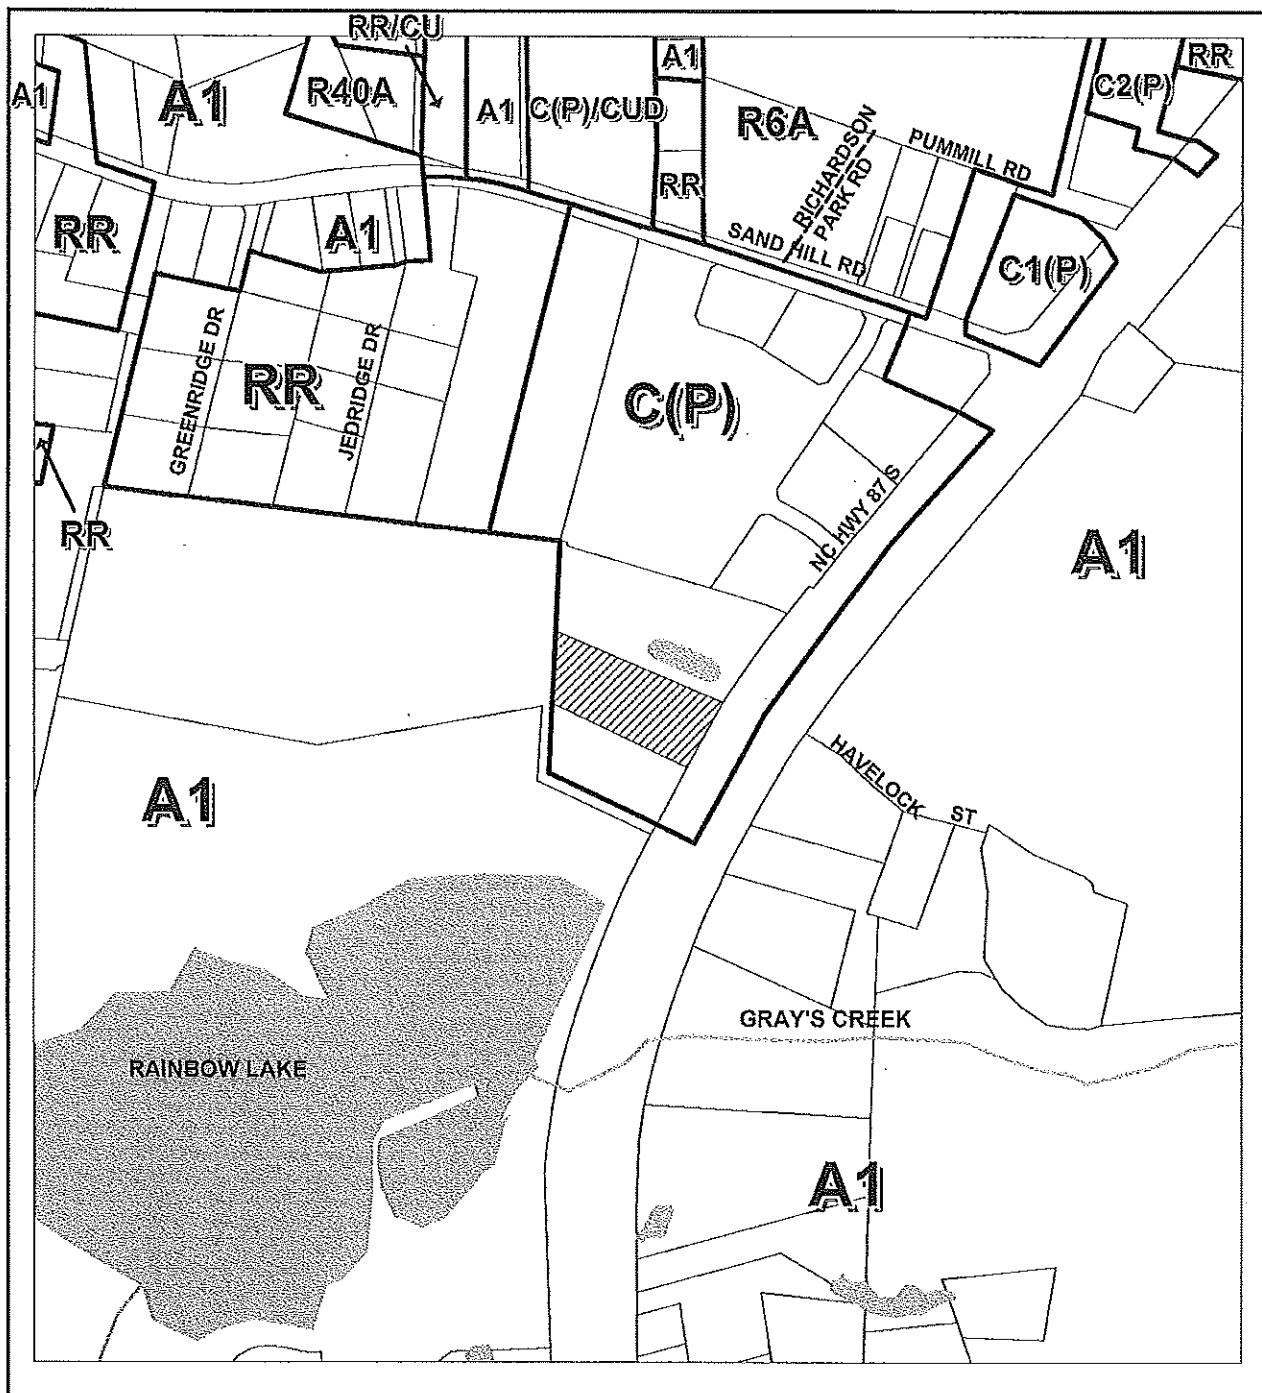 RR/CU
A1
RR
A1
A1
R40A
A1
C(P)/CUD
R6A
C2(P)
RICHARDSON
PARK RD
PUMMILL RD
RR
RR
A1
SAND HILL RD
C1(P)
GREENRIDGE DR
JEDRIDGE DR
RR
C(P)
NC HWY 87 S
RR
A1
A1
HAVELOCK ST
GRAY'S CREEK
RAINBOW LAKE
A1